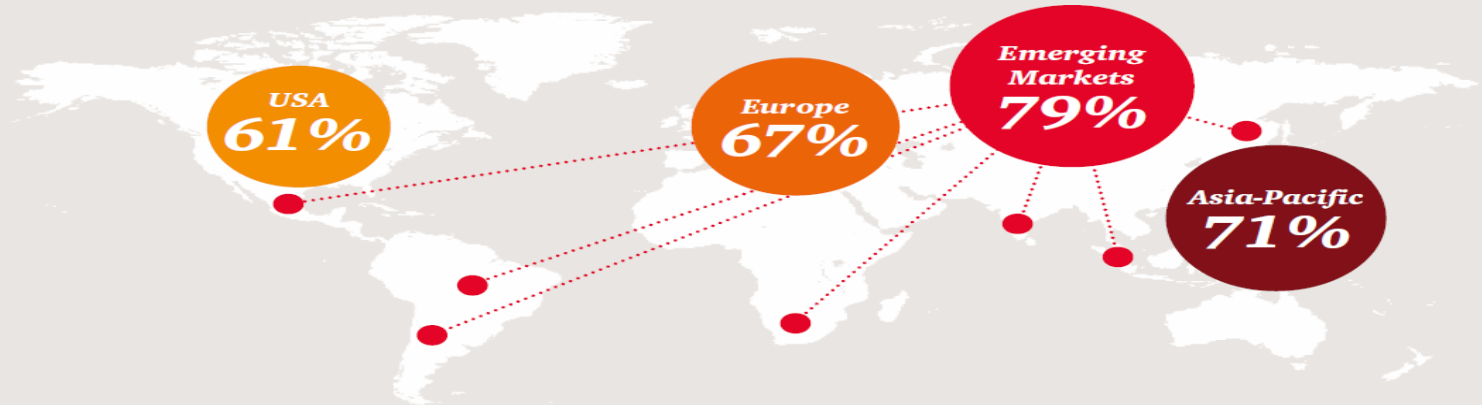 USA
61%
Europe
67%
Emerging
Markets
79%
Asia-Pacific
71%